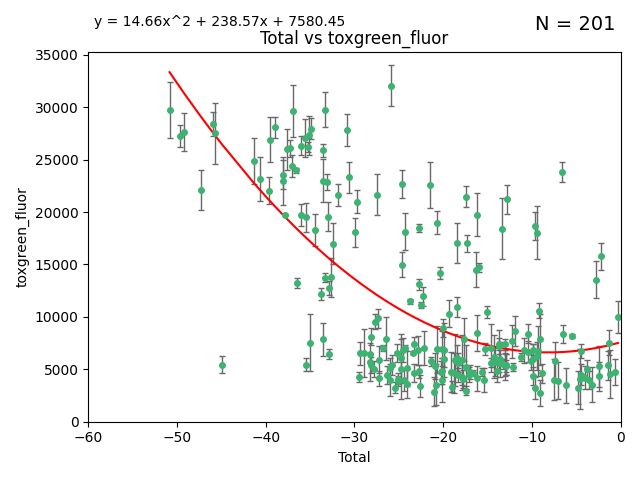 y = 14.66x^2 + 238.57x + 7580.45
N = 201
Total vs toxgreen_fluor
35000
30000
25000
20000
15000
10000
5000
0
toxgreen_fluor
−60 −50 −40 −30 −20 −10 0
Total